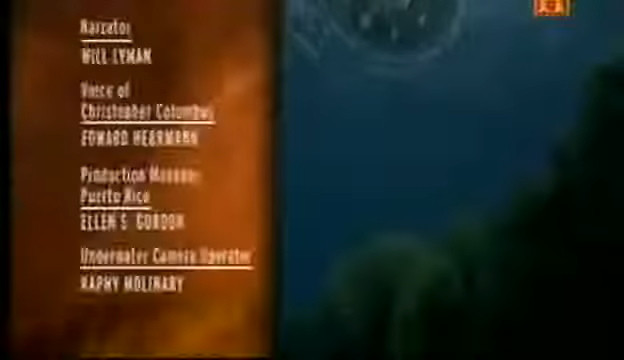 Narrator
WILL LYMAN
Voice of
Christopher Columbus
EDWARD HERRMANN
Production Manager
Puerto Rico
ELLEN S. GORDON
Underwater Camera Operator
KAPHY MOLINARY